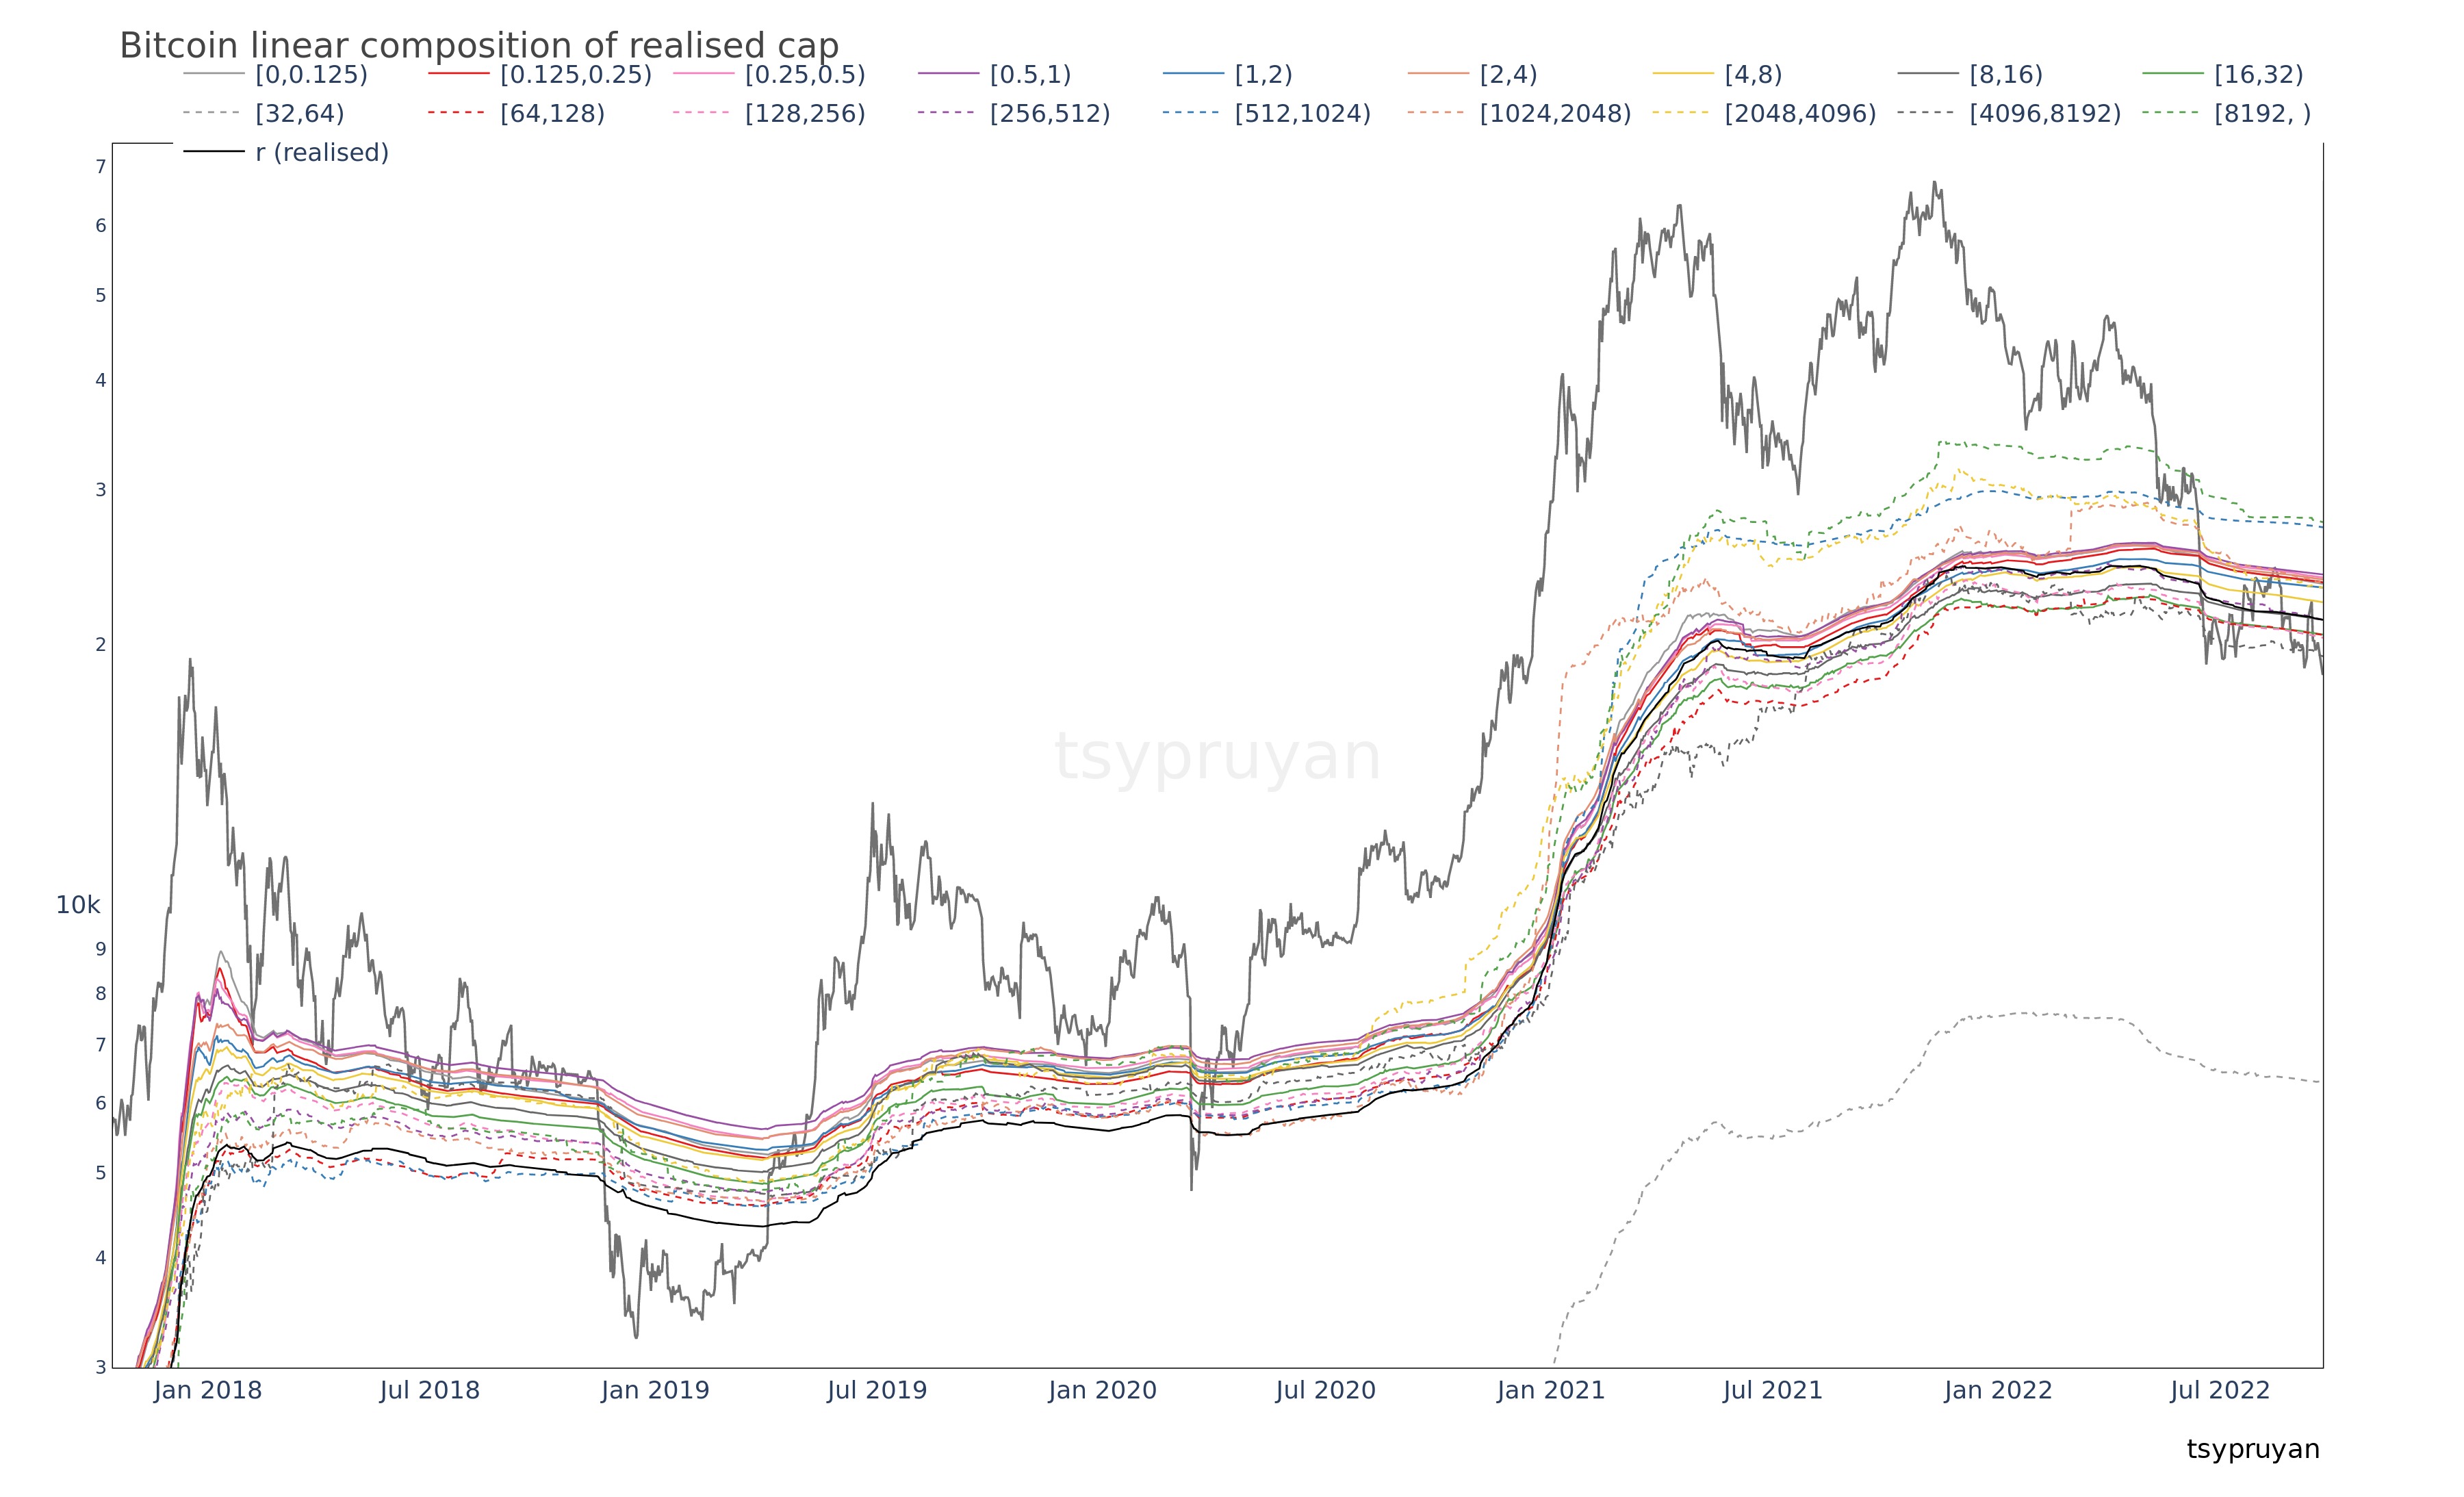 Bitcoin linear composition of realised cap
[0,0.125) [0.125,0.25) [0.25,0.5) [0.5,1) [1,2) [2,4) [4,8) [8,16) [16,32)
[32,64) [64,128) [128,256) [256,512) [512,1024) [1024,2048) [2048,4096) [4096,8192) [8192, )
r (realised)
7
6
5
4
3
2
tsypruyan
10k
9
8
7
6
5
4
3
Jan 2018 Jul 2018 Jan 2019 Jul 2019 Jan 2020 Jul 2020 Jan 2021 Jul 2021 Jan 2022 Jul 2022
tsypruyan